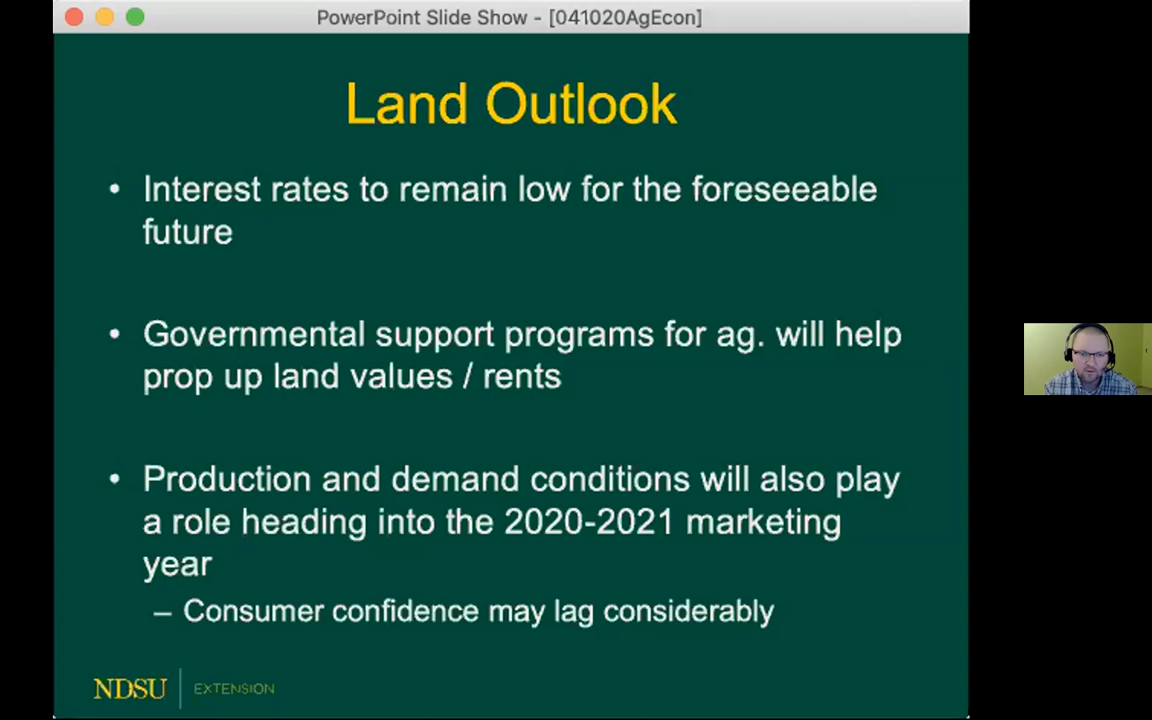 PowerPoint Slide Show - [041020AgEcon]
Land Outlook
• Interest rates to remain low for the foreseeable
future
• Governmental support programs for ag. will help
prop up land values / rents
• Production and demand conditions will also play
a role heading into the 2020-2021 marketing
year
– Consumer confidence may lag considerably
NDSU EXTENSION